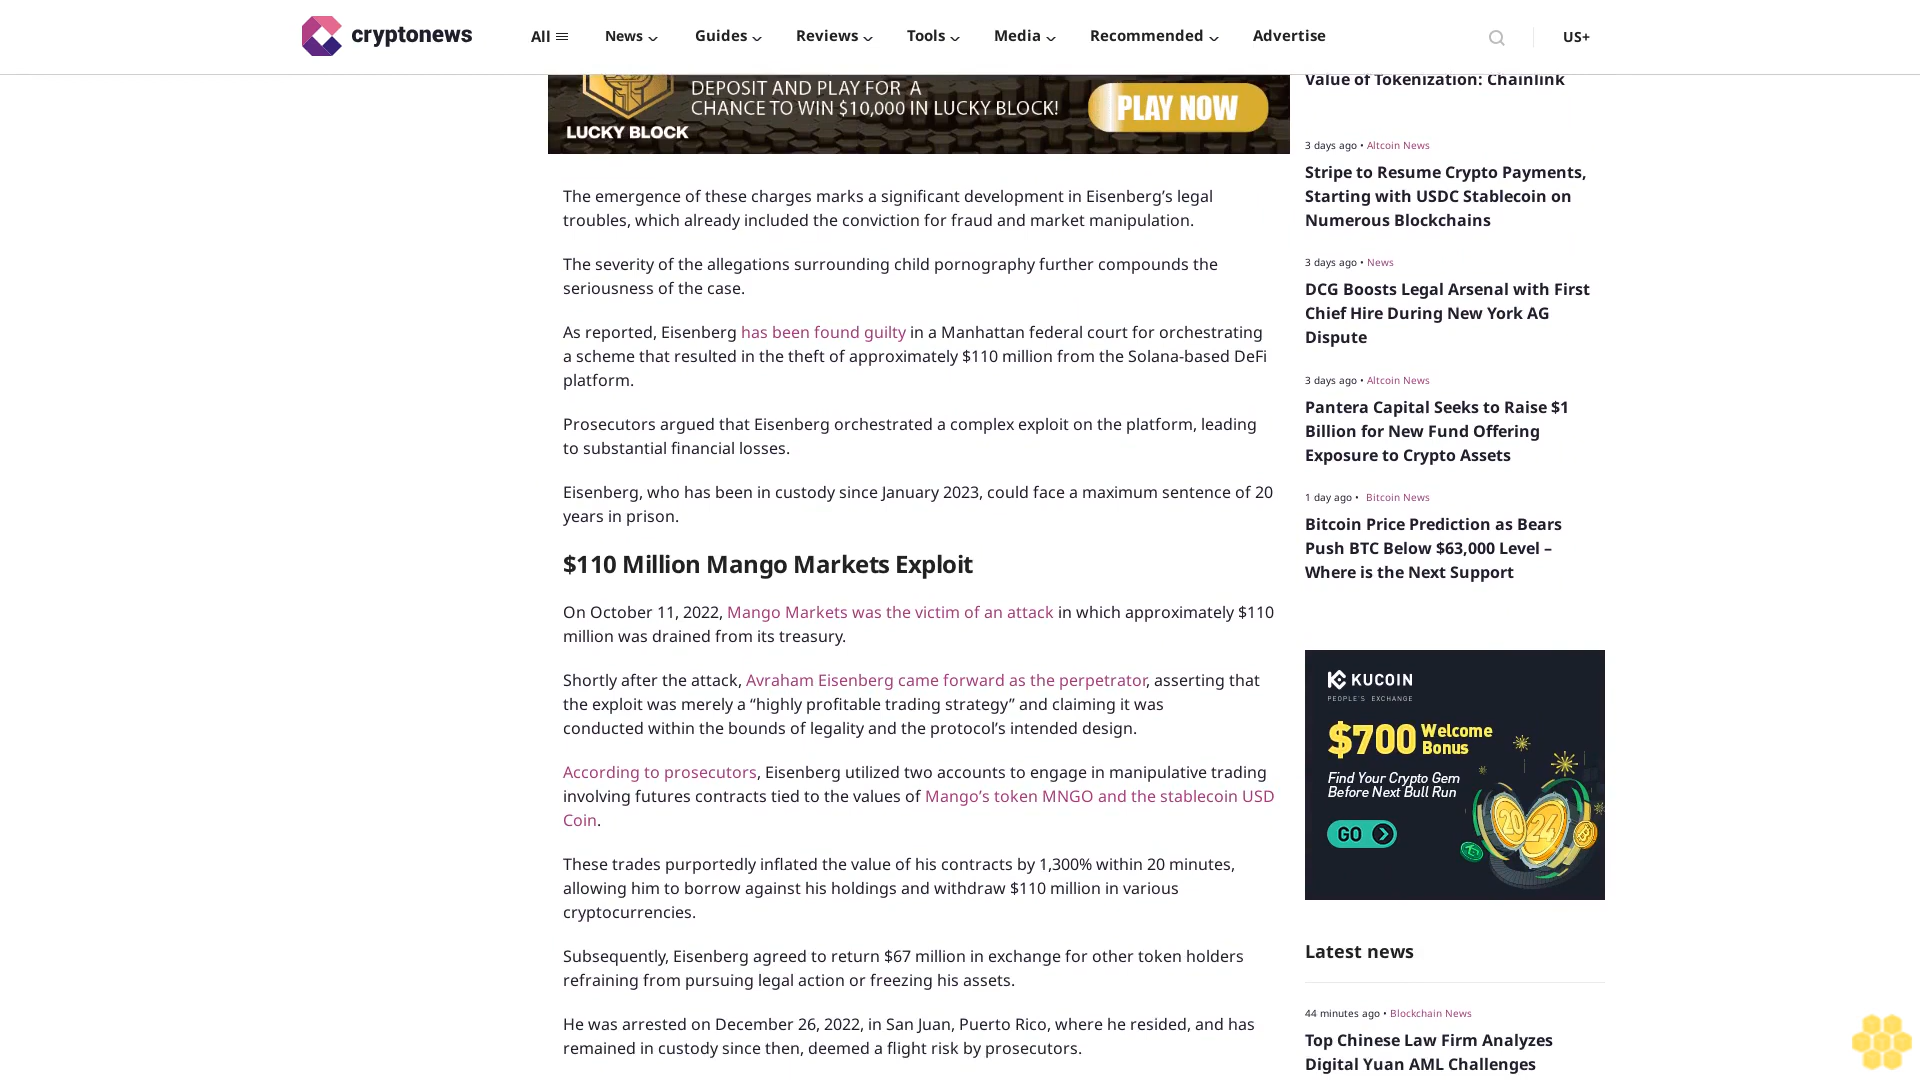 cryptonews
All
News
Guides
Reviews
Tools
Media
Recommended
Advertise
US+
DEPOSIT AND PLAY FOR A
CHANCE TO WIN $10,000 IN LUCKY BLOCK!
LUCKY BLOCK
PLAY NOW
The emergence of these charges marks a significant development in Eisenberg’s legal
troubles, which already included the conviction for fraud and market manipulation.
The severity of the allegations surrounding child pornography further compounds the
seriousness of the case.
As reported, Eisenberg has been found guilty in a Manhattan federal court for orchestrating
a scheme that resulted in the theft of approximately $110 million from the Solana-based DeFi
platform.
Prosecutors argued that Eisenberg orchestrated a complex exploit on the platform, leading
to substantial financial losses.
Eisenberg, who has been in custody since January 2023, could face a maximum sentence of 20
years in prison.
$110 Million Mango Markets Exploit
On October 11, 2022, Mango Markets was the victim of an attack in which approximately $110
million was drained from its treasury.
Shortly after the attack, Avraham Eisenberg came forward as the perpetrator, asserting that
the exploit was merely a “highly profitable trading strategy” and claiming it was
conducted within the bounds of legality and the protocol’s intended design.
According to prosecutors, Eisenberg utilized two accounts to engage in manipulative trading
involving futures contracts tied to the values of Mango’s token MNGO and the stablecoin USD
Coin.
These trades purportedly inflated the value of his contracts by 1,300% within 20 minutes,
allowing him to borrow against his holdings and withdraw $110 million in various
cryptocurrencies.
Subsequently, Eisenberg agreed to return $67 million in exchange for other token holders
refraining from pursuing legal action or freezing his assets.
He was arrested on December 26, 2022, in San Juan, Puerto Rico, where he resided, and has
remained in custody since then, deemed a flight risk by prosecutors.
Value of Tokenization: Chainlink
3 days ago • Altcoin News
Stripe to Resume Crypto Payments,
Starting with USDC Stablecoin on
Numerous Blockchains
3 days ago • News
DCG Boosts Legal Arsenal with First
Chief Hire During New York AG
Dispute
3 days ago • Altcoin News
Pantera Capital Seeks to Raise $1
Billion for New Fund Offering
Exposure to Crypto Assets
1 day ago • Bitcoin News
Bitcoin Price Prediction as Bears
Push BTC Below $63,000 Level –
Where is the Next Support
KUCOIN
PEOPLE'S EXCHANGE
$700 Welcome
Bonus
Find Your Crypto Gem
Before Next Bull Run
GO
20
24
Latest news
44 minutes ago • Blockchain News
Top Chinese Law Firm Analyzes
Digital Yuan AML Challenges